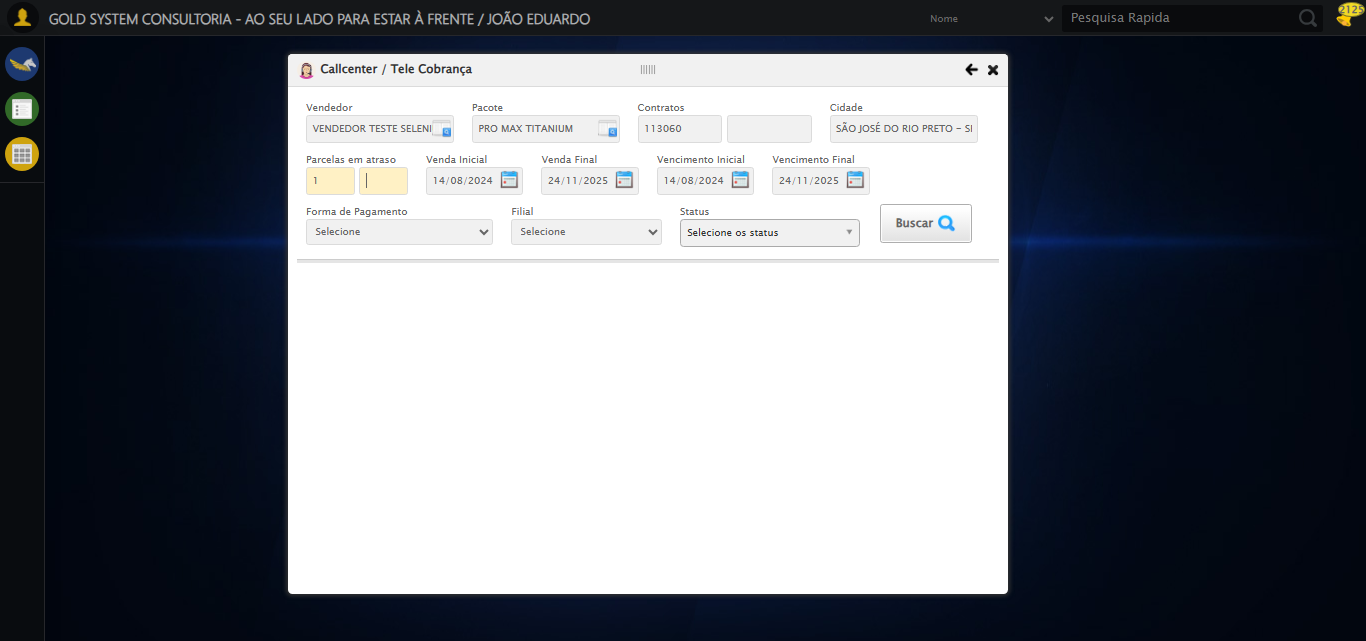 GOLD SYSTEM CONSULTORIA - AO SEU LADO PARA ESTAR À FRENTE / JOÃO EDUARDO
Nome
Pesquisa Rapida
2125
Callcenter / Tele Cobrança
Vendedor Pacote Contratos Cidade
VENDEDOR TESTE SELENI PRO MAX TITANIUM 113060 SÃO JOSÉ DO RIO PRETO - SI
Parcelas em atraso Venda Inicial Venda Final Vencimento Inicial Vencimento Final
1 14/08/2024 24/11/2025 14/08/2024 24/11/2025
Forma de Pagamento Filial Status
Selecione Selecione Selecione os status Buscar